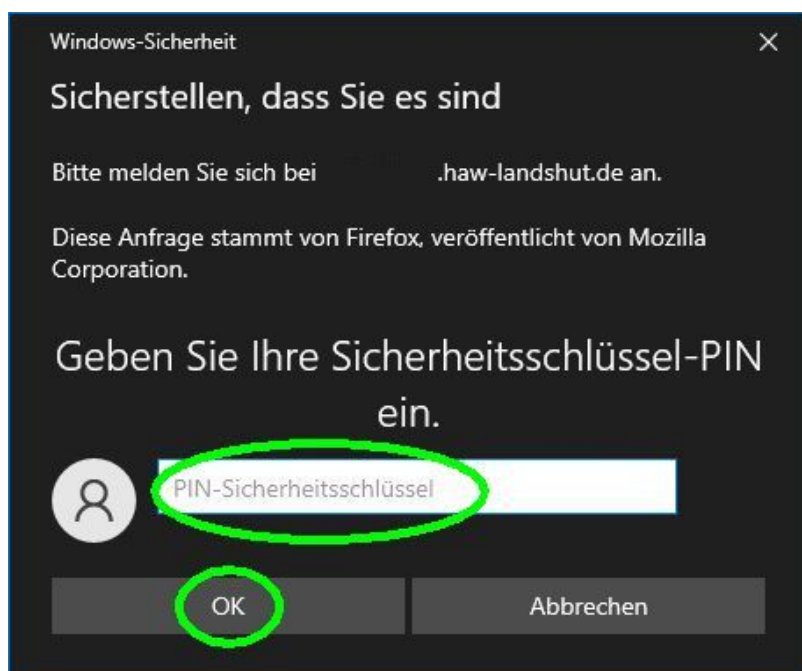 Windows-Sicherheit
Sicherstellen, dass Sie es sind
Bitte melden Sie sich bei .haw-landshut.de an.
Diese Anfrage stammt von Firefox, veröffentlicht von Mozilla
Corporation.
Geben Sie Ihre Sicherheitsschlüssel-PIN
ein.
PIN-Sicherheitsschlüssel
OK Abbrechen